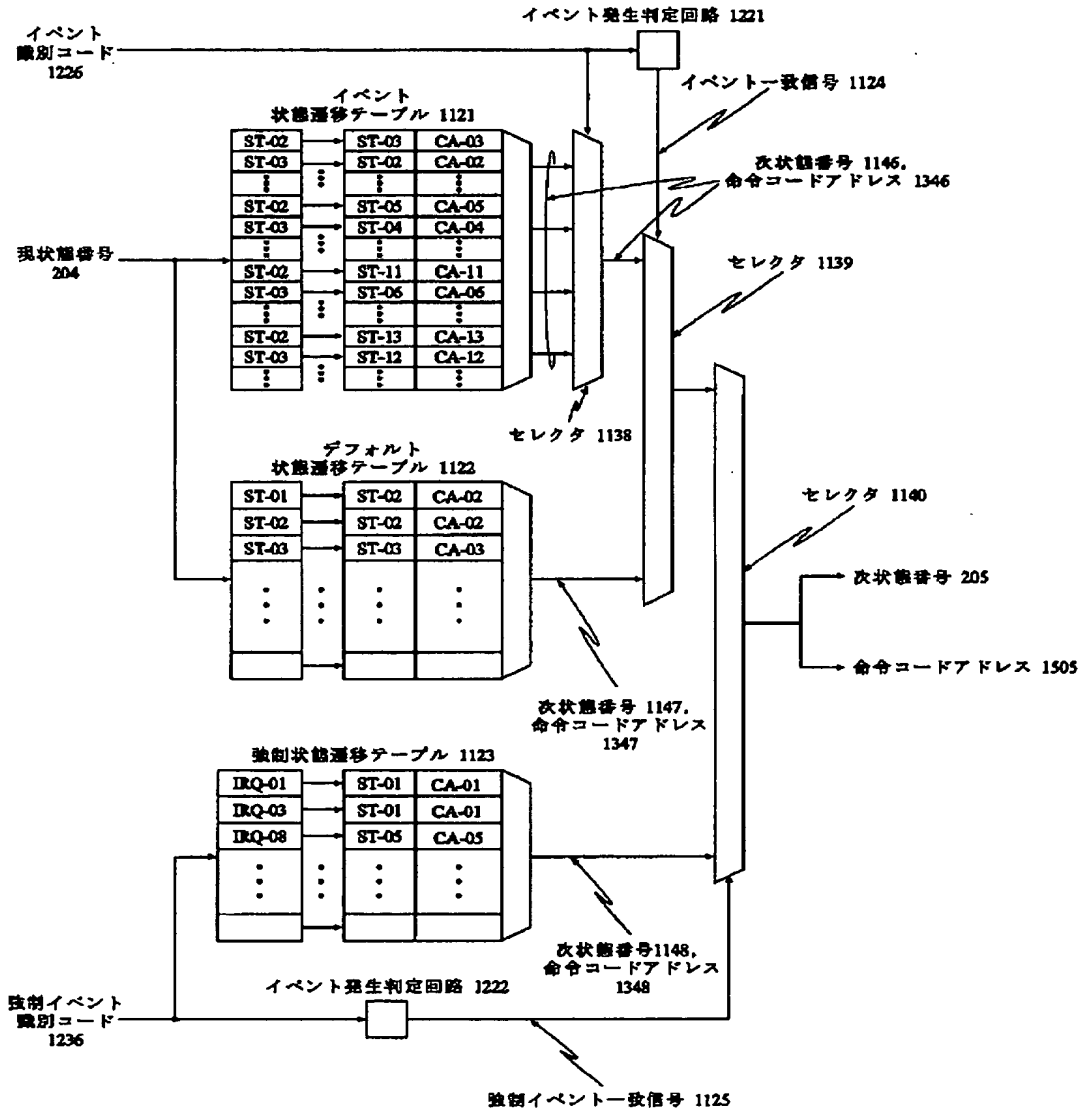 イベント発生判定回路 1221
イベント
識別コード
1226
イベント一致信号 1124
イベント
状態遷移テーブル 1121
ST-02 ST-03 CA-03
ST-03 ST-02 CA-02
ST-02 ST-05 CA-05
ST-03 ST-04 CA-04
ST-02 ST-11 CA-11
ST-03 ST-06 CA-06
ST-02 ST-13 CA-13
ST-03 ST-12 CA-12
次状態番号 1146,
命令コードアドレス 1346
現状態番号
204
セレクタ 1139
セレクタ 1138
デフォルト
状態遷移テーブル 1122
ST-01 ST-02 CA-02
ST-02 ST-02 CA-02
ST-03 ST-03 CA-03
セレクタ 1140
次状態番号 205
命令コードアドレス 1505
次状態番号 1147,
命令コードアドレス
1347
強制状態遷移テーブル 1123
IRQ-01 ST-01 CA-01
IRQ-03 ST-01 CA-01
IRQ-08 ST-05 CA-05
次状態番号1148,
命令コードアドレス
1348
イベント発生判定回路 1222
強制イベント
識別コード
1236
強制イベント一致信号 1125